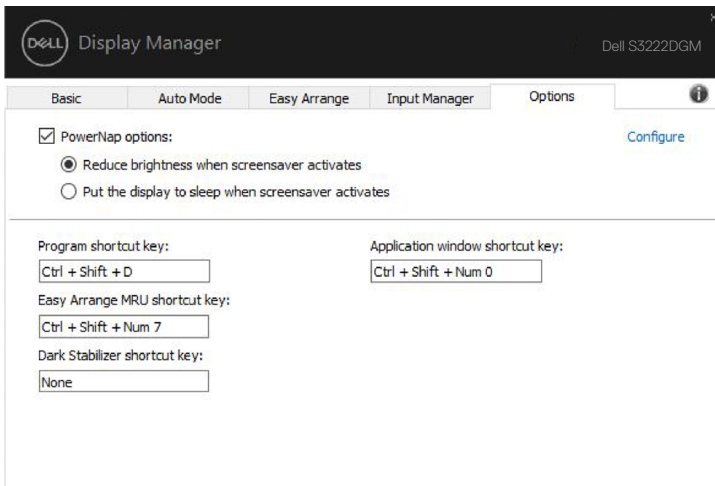 DELL Display Manager
Dell S3222DGM
Basic Auto Mode Easy Arrange Input Manager Options
PowerNap options: Configure
Reduce brightness when screensaver activates
Put the display to sleep when screensaver activates
Program shortcut key: Application window shortcut key:
Ctrl + Shift + D Ctrl + Shift + Num 0
Easy Arrange MRU shortcut key:
Ctrl + Shift + Num 7
Dark Stabilizer shortcut key:
None